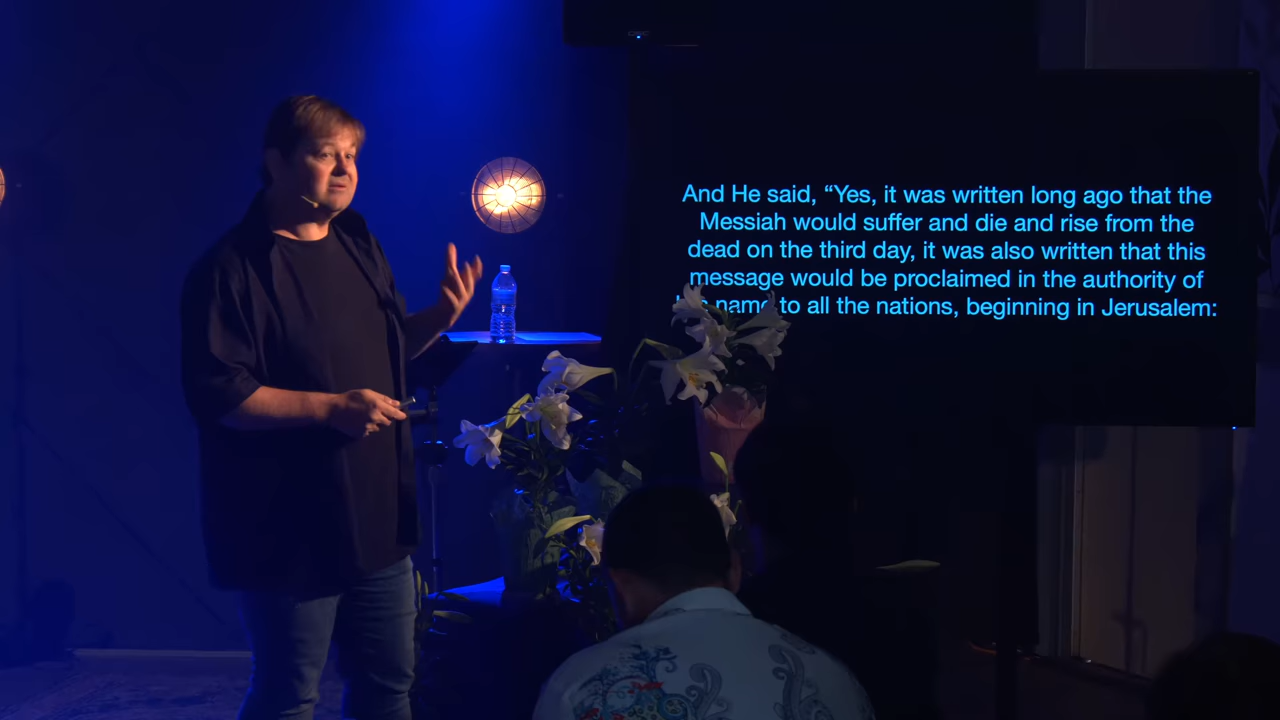 And He said, “Yes, it was written long ago that the
Messiah would suffer and die and rise from the
dead on the third day, it was also written that this
message would be proclaimed in the authority of
name to all the nations, beginning in Jerusalem: